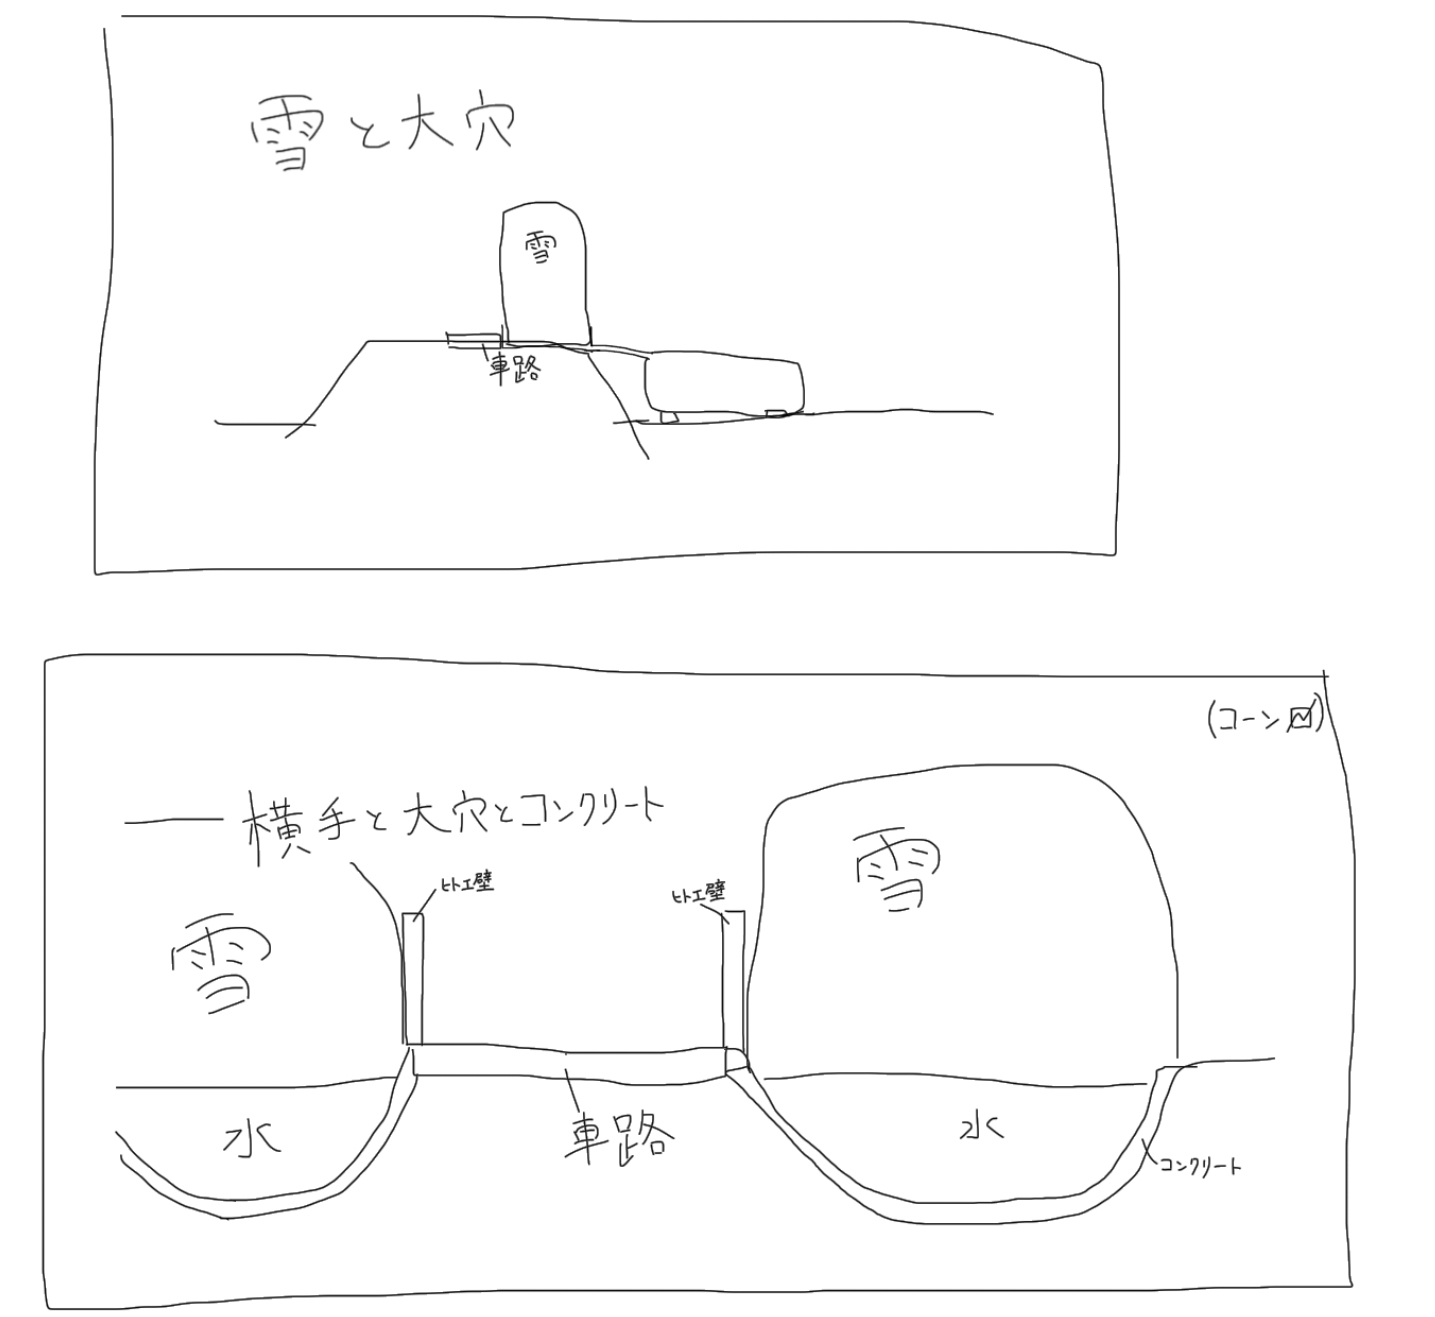 雪と大穴
雪
車路
(コーン図)
横手と大穴とコンクリート
ヒトエ壁
ヒトエ壁
雪
雪
水
車路
水
コンクリート